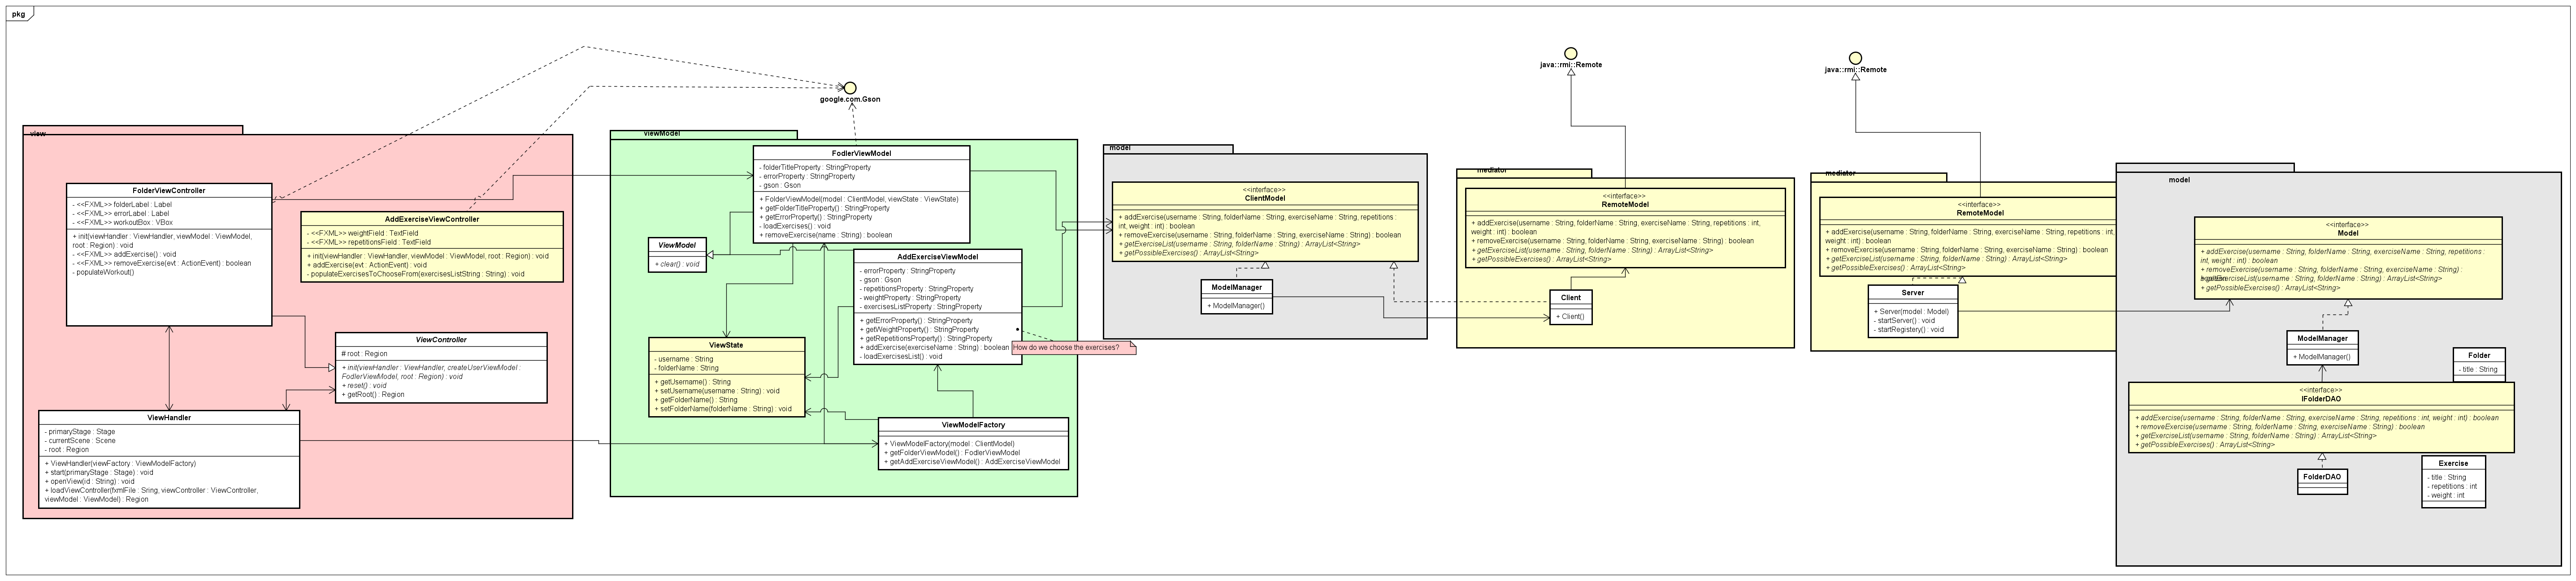 pkg
java::rmi::Remote
java::rmi::Remote
google.com.Gson
view
FolderViewController
- <<FXML>> folderLabel : Label
- <<FXML>> errorLabel : Label
- <<FXML>> workoutBox : VBox
+ init(viewHandler : ViewHandler, viewModel : ViewModel,
root : Region) : void
- <<FXML>> addExercise() : void
- <<FXML>> removeExercise(evt : ActionEvent) : boolean
- populateWorkout()
AddExerciseViewController
- <<FXML>> weightField : TextField
- <<FXML>> repetitionsField : TextField
+ init(viewHandler : ViewHandler, viewModel : ViewModel, root : Region) : void
+ addExercise(evt : ActionEvent) : void
- populateExercisesToChooseFrom(exercisesListString : String) : void
ViewController
# root : Region
+ init(viewHandler : ViewHandler, createUserViewModel :
FodlerViewModel, root : Region) : void
+ reset() : void
+ getRoot() : Region
ViewHandler
- primaryStage : Stage
- currentScene : Scene
- root : Region
+ ViewHandler(viewFactory : ViewModelFactory)
+ start(primaryStage : Stage) : void
+ openView(id : String) : void
+ loadViewController(fxmlFile : Sring, viewController : ViewController,
viewModel : ViewModel) : Region
viewModel
FodlerViewModel
- folderTitleProperty : StringProperty
- errorProperty : StringProperty
- gson : Gson
+ FolderViewModel(model : ClientModel, viewState : ViewState)
+ getFolderTitleProperty() : StringProperty
+ getErrorProperty() : StringProperty
- loadExercises() : void
+ removeExercise(name : String) : boolean
ViewModel
+ clear() : void
AddExerciseViewModel
- errorProperty : StringProperty
- gson : Gson
- repetitionsProperty : StringProperty
- weightProperty : StringProperty
- exercisesListProperty : StringProperty
+ getErrorProperty() : StringProperty
+ getWeightProperty() : StringProperty
+ getRepetitionsProperty() : StringProperty
+ addExercise(exerciseName : String) : boolean
- loadExercisesList() : void
How do we choose the exercises?
ViewState
- username : String
- folderName : String
+ getUsername() : String
+ setUsername(username : String) : void
+ getFolderName() : String
+ setFolderName(folderName : String) : void
ViewModelFactory
+ ViewModelFactory(model : ClientModel)
+ getFolderViewModel() : FodlerViewModel
+ getAddExerciseViewModel() : AddExerciseViewModel
model
<<interface>>
ClientModel
+ addExercise(username : String, folderName : String, exerciseName : String, repetitions :
int, weight : int) : boolean
+ removeExercise(username : String, folderName : String, exerciseName : String) : boolean
+ getExerciseList(username : String, folderName : String) : ArrayList<String>
+ getPossibleExercises() : ArrayList<String>
ModelManager
+ ModelManager()
mediator
<<interface>>
RemoteModel
+ addExercise(username : String, folderName : String, exerciseName : String, repetitions : int,
weight : int) : boolean
+ removeExercise(username : String, folderName : String, exerciseName : String) : boolean
+ getExerciseList(username : String, folderName : String) : ArrayList<String>
+ getPossibleExercises() : ArrayList<String>
Client
+ Client()
mediator
<<interface>>
RemoteModel
+ addExercise(username : String, folderName : String, exerciseName : String, repetitions : int,
weight : int) : boolean
+ removeExercise(username : String, folderName : String, exerciseName : String) : boolean
+ getExerciseList(username : String, folderName : String) : ArrayList<String>
+ getPossibleExercises() : ArrayList<String>
Server
+ Server(model : Model)
- startServer() : void
- startRegistery() : void
model
<<interface>>
Model
+ addExercise(username : String, folderName : String, exerciseName : String, repetitions :
int, weight : int) : boolean
+ removeExercise(username : String, folderName : String, exerciseName : String) :
+ getExerciseList(username : String, folderName : String) : ArrayList<String>
+ getPossibleExercises() : ArrayList<String>
ModelManager
+ ModelManager()
Folder
- title : String
<<interface>>
IFolderDAO
+ addExercise(username : String, folderName : String, exerciseName : String, repetitions : int, weight : int) : boolean
+ removeExercise(username : String, folderName : String, exerciseName : String) : boolean
+ getExerciseList(username : String, folderName : String) : ArrayList<String>
+ getPossibleExercises() : ArrayList<String>
FolderDAO
Exercise
- title : String
- repetitions : int
- weight : int